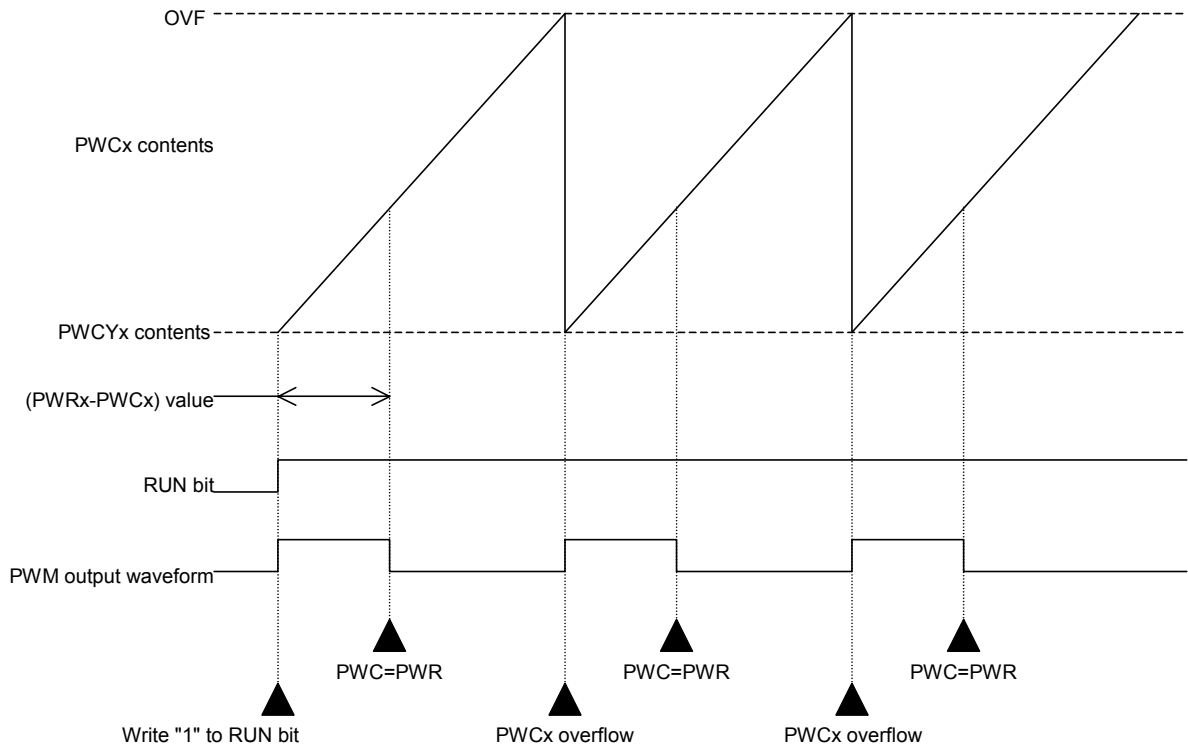 OVF
PWCx contents
PWCYx contents
(PWRx-PWCx) value
RUN bit
PWM output waveform
PWC=PWR
PWC=PWR
PWC=PWR
Write "1" to RUN bit
PWCx overflow
PWCx overflow